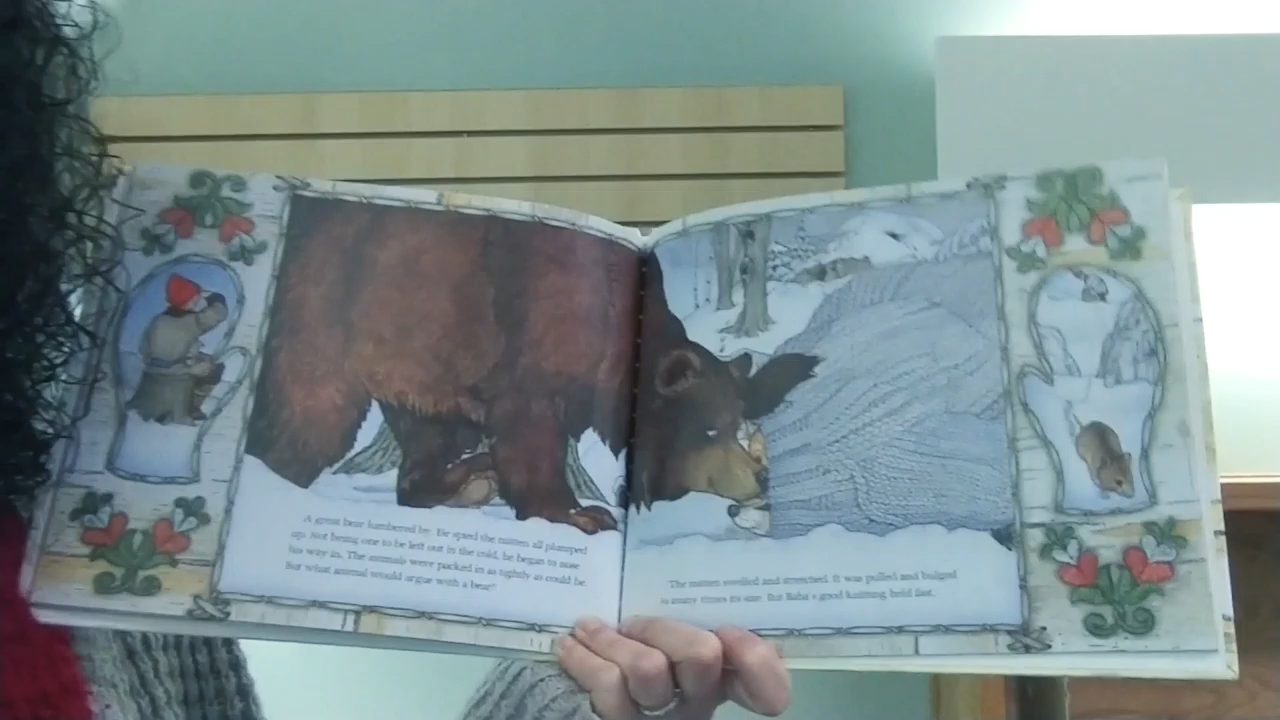 A great bear lumbered by. He spied the mitten all plumped
up. Not being one to be left out in the cold, he began to nose
his way in. The animals were packed in as tightly as could be.
But what animal would argue with a bear?
The mitten swelled and stretched. It was pulled and bulged
to many times its size. But Baba's good knitting held fast.